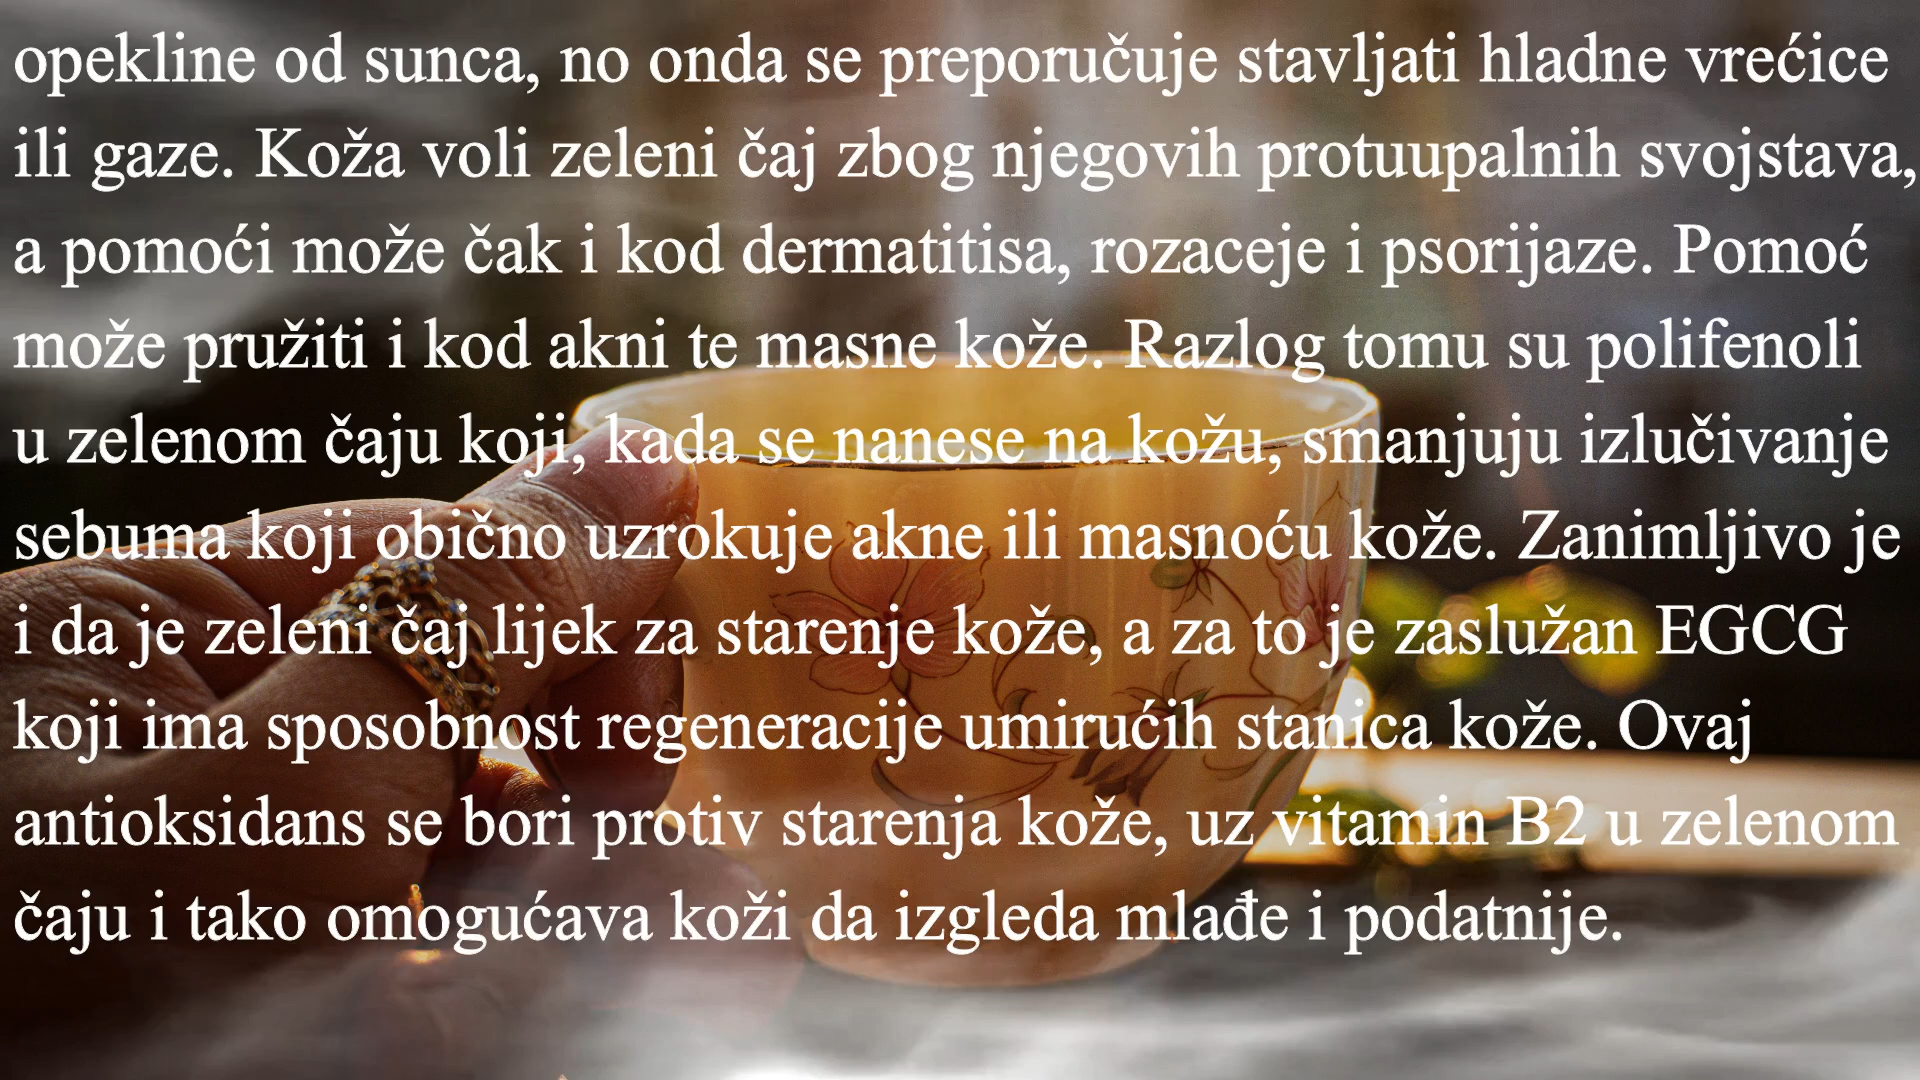 opekline od sunca, no onda se preporučuje stavljati hladne vrećice
ili gaze. Koža voli zeleni čaj zbog njegovih protuupalnih svojstava,
a pomoći može čak i kod dermatitisa, rozaceje i psorijaze. Pomoć
može pružiti i kod akni te masne kože. Razlog tomu su polifenoli
u zelenom čaju koji, kada se nanese na kožu, smanjuju izlučivanje
sebuma koji obično uzrokuje akne ili masnoću kože. Zanimljivo je
i da je zeleni čaj lijek za starenje kože, a za to je zaslužan EGCG
koji ima sposobnost regeneracije umirućih stanica kože. Ovaj
antioksidans se bori protiv starenja kože, uz vitamin B2 u zelenom
čaju i tako omogućava koži da izgleda mlađe i podatnije.